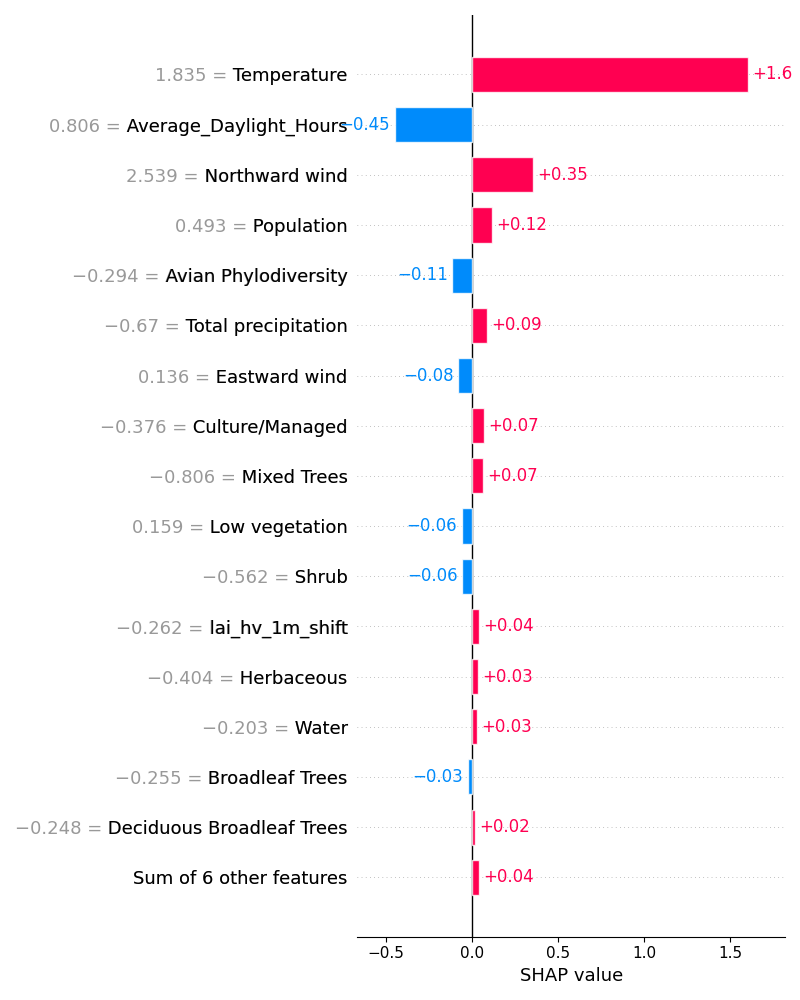 1.835 = Temperature +1.6
0.806 = Average_Daylight_Hours −0.45
2.539 = Northward wind +0.35
0.493 = Population +0.12
−0.294 = Avian Phylodiversity −0.11
−0.67 = Total precipitation +0.09
0.136 = Eastward wind −0.08
−0.376 = Culture/Managed +0.07
−0.806 = Mixed Trees +0.07
0.159 = Low vegetation −0.06
−0.562 = Shrub −0.06
−0.262 = lai_hv_1m_shift +0.04
−0.404 = Herbaceous +0.03
−0.203 = Water +0.03
−0.255 = Broadleaf Trees −0.03
−0.248 = Deciduous Broadleaf Trees +0.02
Sum of 6 other features +0.04
−0.5 0.0 0.5 1.0 1.5
SHAP value